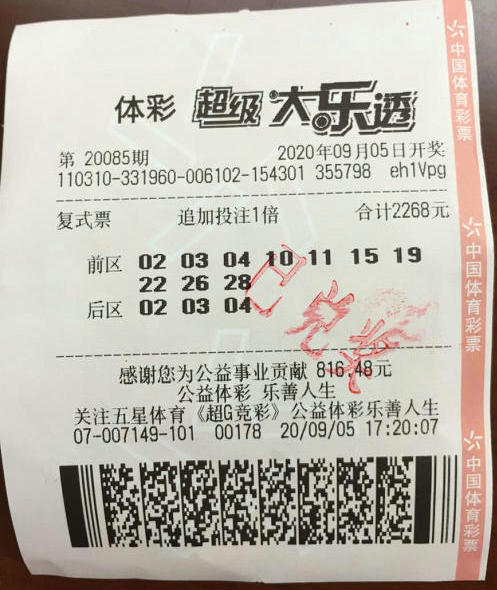 体彩 超级大乐透
第 20085期 2020年09月05日开奖
110310-331960-006102-154301 355798 eh1Vpg
复式票 追加投注1倍 合计2268元
前区 02 03 04 10 11 15 19
22 26 28
后区 02 03 04
已兑奖
感谢您为公益事业贡献 816.48元
公益体彩 乐善人生
关注五星体育《超G竞彩》公益体彩乐善人生
07-007149-101 00178 20/09/05 17:20:07
中国体育彩票
中国体育彩票
中国体育彩票